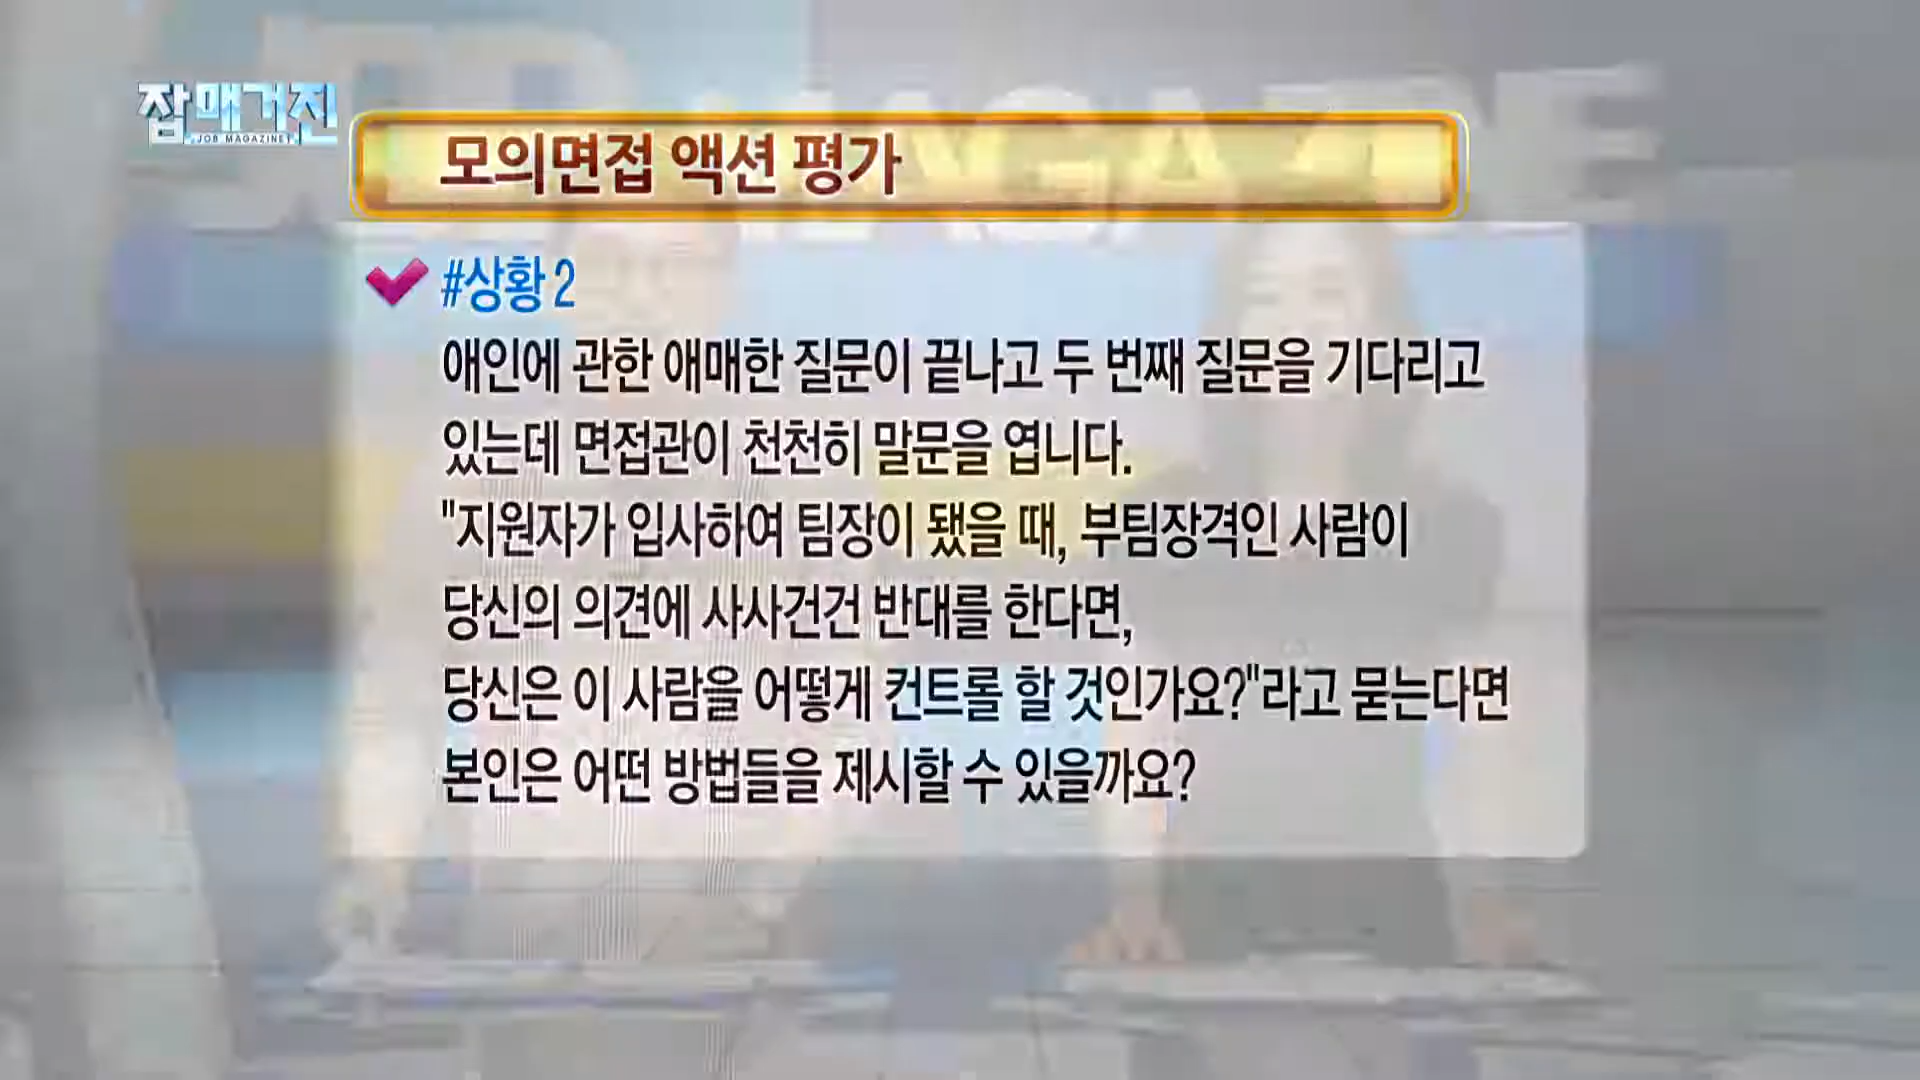 잡매거진
JOB MAGAZINE
모의면접 액션 평가
#상황 2
애인에 관한 애매한 질문이 끝나고 두 번째 질문을 기다리고
있는데 면접관이 천천히 말문을 엽니다.
"지원자가 입사하여 팀장이 됐을 때, 부팀장격인 사람이
당신의 의견에 사사건건 반대를 한다면,
당신은 이 사람을 어떻게 컨트롤 할 것인가요?"라고 묻는다면
본인은 어떤 방법들을 제시할 수 있을까요?